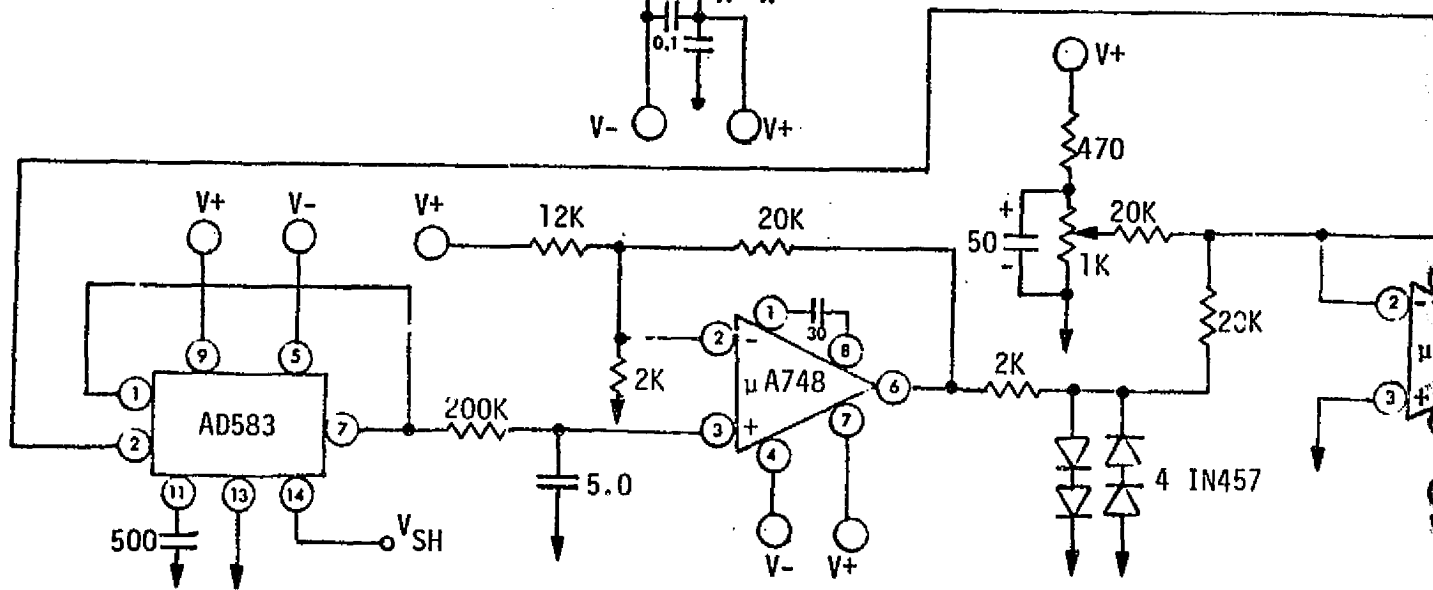 0.1
V-
V+
V+
470
+
50
-
1K
20K
20K
2
-
3
+
μ
V+
V-
V+
12K
20K
9
5
1
2
AD583
7
11
13
14
500
VSH
200K
5.0
2K
2
-
3
+
μA748
1
30
8
6
7
4
V-
V+
2K
4 IN457